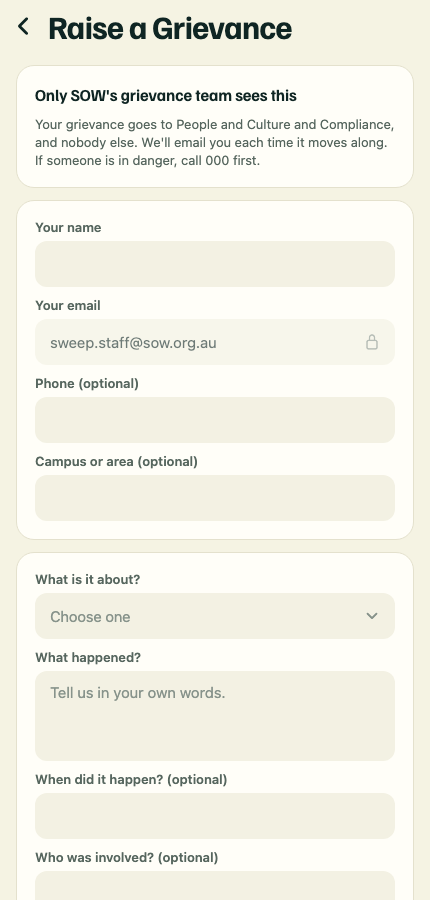 Raise a Grievance
Only SOW's grievance team sees this
Your grievance goes to People and Culture and Compliance,
and nobody else. We'll email you each time it moves along.
If someone is in danger, call 000 first.
Your name
Your email
sweep.staff@sow.org.au
Phone (optional)
Campus or area (optional)
What is it about?
Choose one
What happened?
Tell us in your own words.
When did it happen? (optional)
Who was involved? (optional)